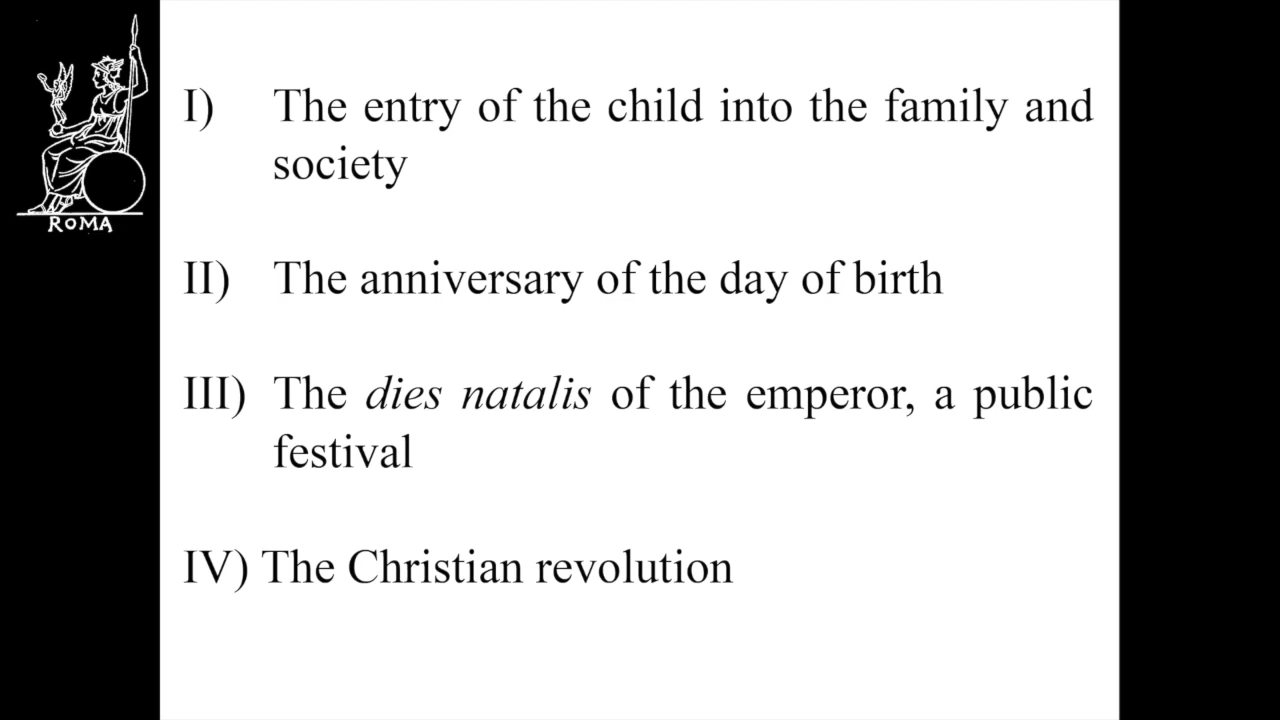 ROMA
I) The entry of the child into the family and
society
II) The anniversary of the day of birth
III) The dies natalis of the emperor, a public
festival
IV) The Christian revolution